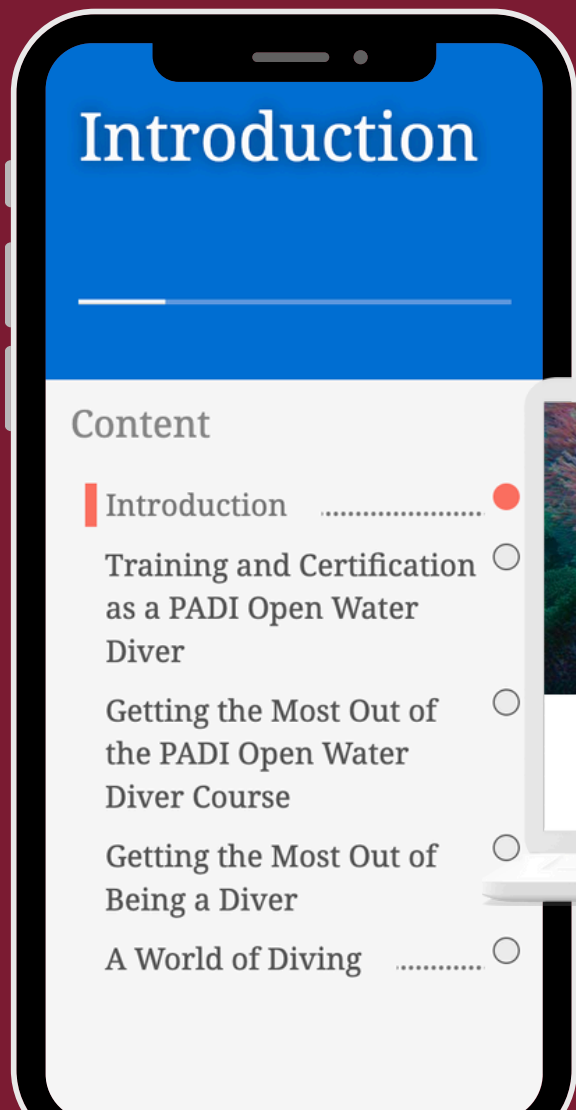 Introduction
Content
Introduction
Training and Certification
as a PADI Open Water
Diver
Getting the Most Out of
the PADI Open Water
Diver Course
Getting the Most Out of
Being a Diver
A World of Diving